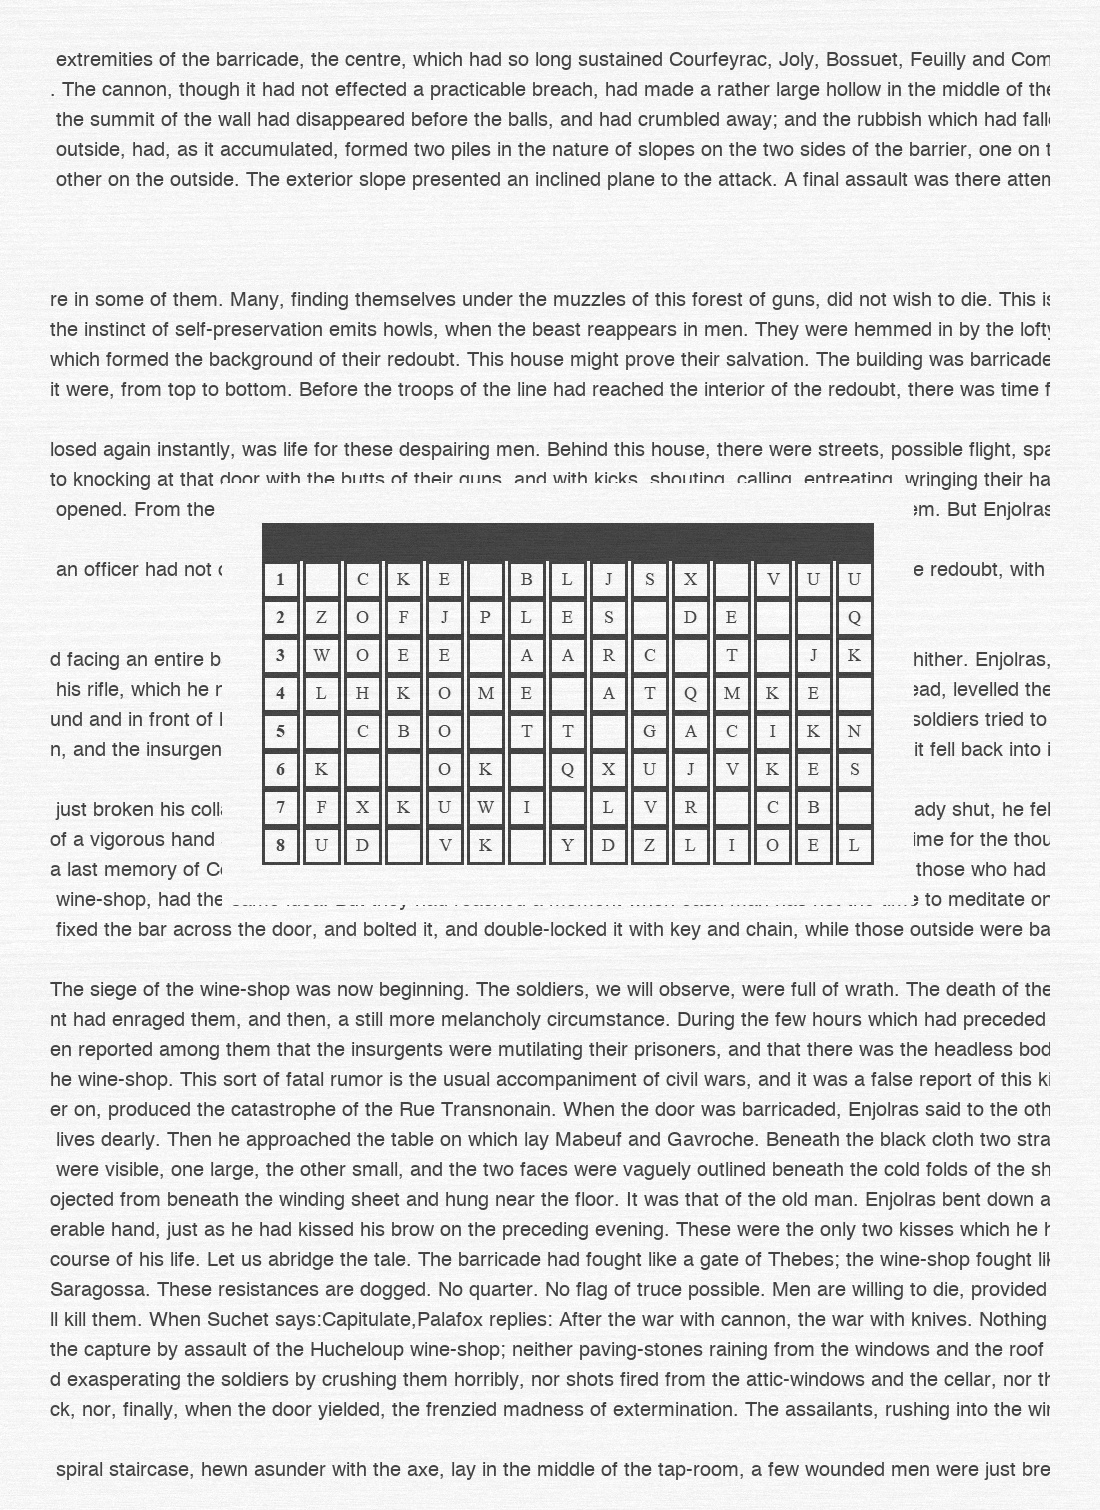 extremities of the barricade, the centre, which had so long sustained Courfeyrac, Joly, Bossuet, Feuilly and Com
. The cannon, though it had not effected a practicable breach, had made a rather large hollow in the middle of the
the summit of the wall had disappeared before the balls, and had crumbled away; and the rubbish which had fall
outside, had, as it accumulated, formed two piles in the nature of slopes on the two sides of the barrier, one on t
other on the outside. The exterior slope presented an inclined plane to the attack. A final assault was there attem
re in some of them. Many, finding themselves under the muzzles of this forest of guns, did not wish to die. This is
the instinct of self-preservation emits howls, when the beast reappears in men. They were hemmed in by the lofty
which formed the background of their redoubt. This house might prove their salvation. The building was barricade
it were, from top to bottom. Before the troops of the line had reached the interior of the redoubt, there was time f
losed again instantly, was life for these despairing men. Behind this house, there were streets, possible flight, spa
to knocking at that door with the butts of their guns, and with kicks, shouting, calling, entreating, wringing their ha
opened. From the em. But Enjolras
an officer had not e redoubt, with
1 C K E B L J S X V U U
2 Z O F J P L E S D E Q
3 W O E E A A R C T J K
4 L H K O M E A T Q M K E
5 C B O T T G A C I K N
6 K O K Q X U J V K E S
7 F X K U W I L V R C B
8 U D V K Y D Z L I O E L
d facing an entire b hither. Enjolras,
his rifle, which he ead, levelled the
und and in front of soldiers tried to
n, and the insurgen it fell back into i
just broken his coll ady shut, he fel
of a vigorous hand ime for the thou
a last memory of C those who had
wine-shop, had the same idea. But they had reached a moment when each man has not the time to meditate on
fixed the bar across the door, and bolted it, and double-locked it with key and chain, while those outside were ba
The siege of the wine-shop was now beginning. The soldiers, we will observe, were full of wrath. The death of the
nt had enraged them, and then, a still more melancholy circumstance. During the few hours which had preceded
en reported among them that the insurgents were mutilating their prisoners, and that there was the headless bod
he wine-shop. This sort of fatal rumor is the usual accompaniment of civil wars, and it was a false report of this ki
er on, produced the catastrophe of the Rue Transnonain. When the door was barricaded, Enjolras said to the oth
lives dearly. Then he approached the table on which lay Mabeuf and Gavroche. Beneath the black cloth two stra
were visible, one large, the other small, and the two faces were vaguely outlined beneath the cold folds of the sh
ojected from beneath the winding sheet and hung near the floor. It was that of the old man. Enjolras bent down a
erable hand, just as he had kissed his brow on the preceding evening. These were the only two kisses which he h
course of his life. Let us abridge the tale. The barricade had fought like a gate of Thebes; the wine-shop fought lik
Saragossa. These resistances are dogged. No quarter. No flag of truce possible. Men are willing to die, provided
ll kill them. When Suchet says:Capitulate,Palafox replies: After the war with cannon, the war with knives. Nothing
the capture by assault of the Hucheloup wine-shop; neither paving-stones raining from the windows and the roof
d exasperating the soldiers by crushing them horribly, nor shots fired from the attic-windows and the cellar, nor th
ck, nor, finally, when the door yielded, the frenzied madness of extermination. The assailants, rushing into the win
spiral staircase, hewn asunder with the axe, lay in the middle of the tap-room, a few wounded men were just bre